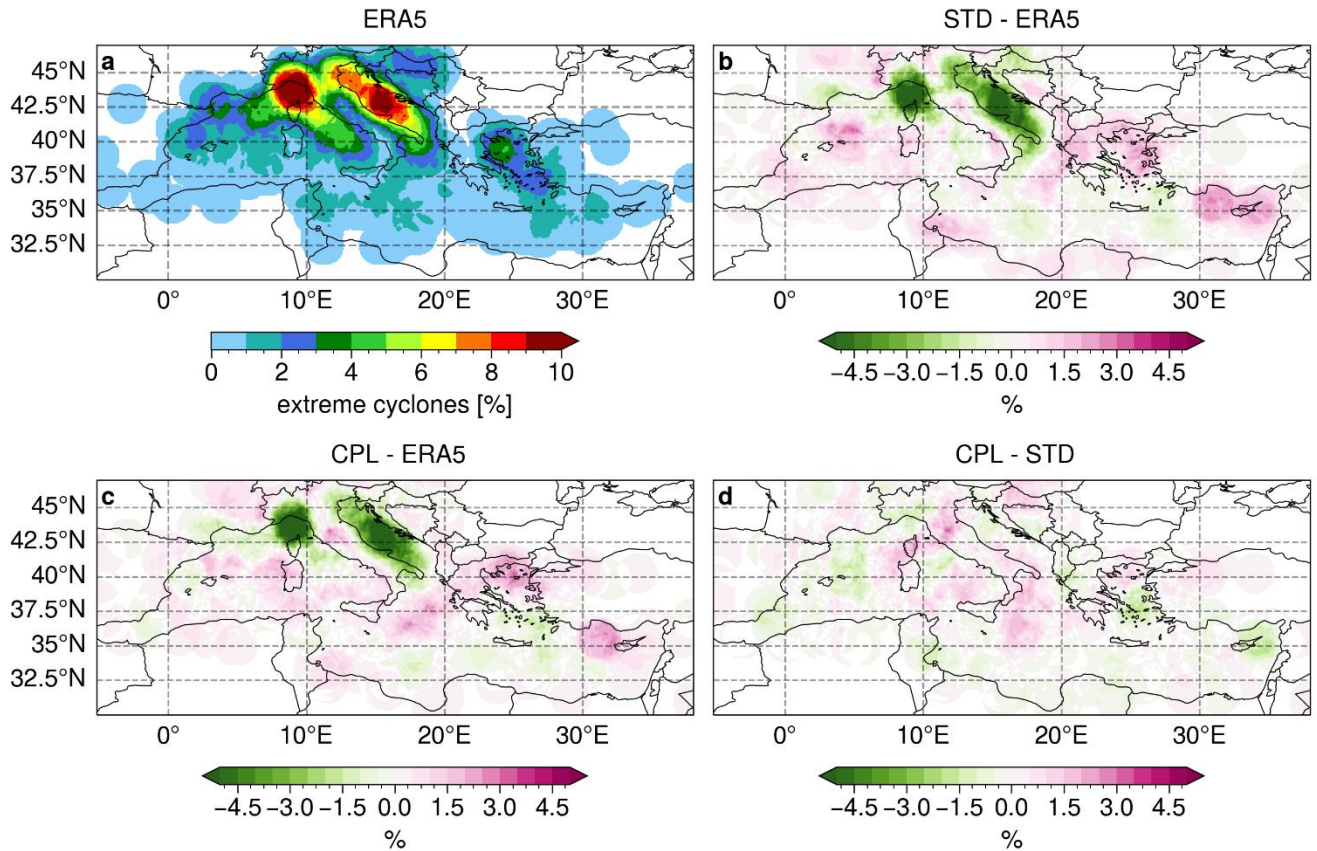 ERA5
STD - ERA5
a
b
45°N
42.5°N
40°N
37.5°N
35°N
32.5°N
0° 10°E 20°E 30°E
0° 10°E 20°E 30°E
0 2 4 6 8 10
extreme cyclones [%]
−4.5 −3.0 −1.5 0.0 1.5 3.0 4.5
%
CPL - ERA5
CPL - STD
c
d
45°N
42.5°N
40°N
37.5°N
35°N
32.5°N
0° 10°E 20°E 30°E
0° 10°E 20°E 30°E
−4.5 −3.0 −1.5 0.0 1.5 3.0 4.5
%
−4.5 −3.0 −1.5 0.0 1.5 3.0 4.5
%